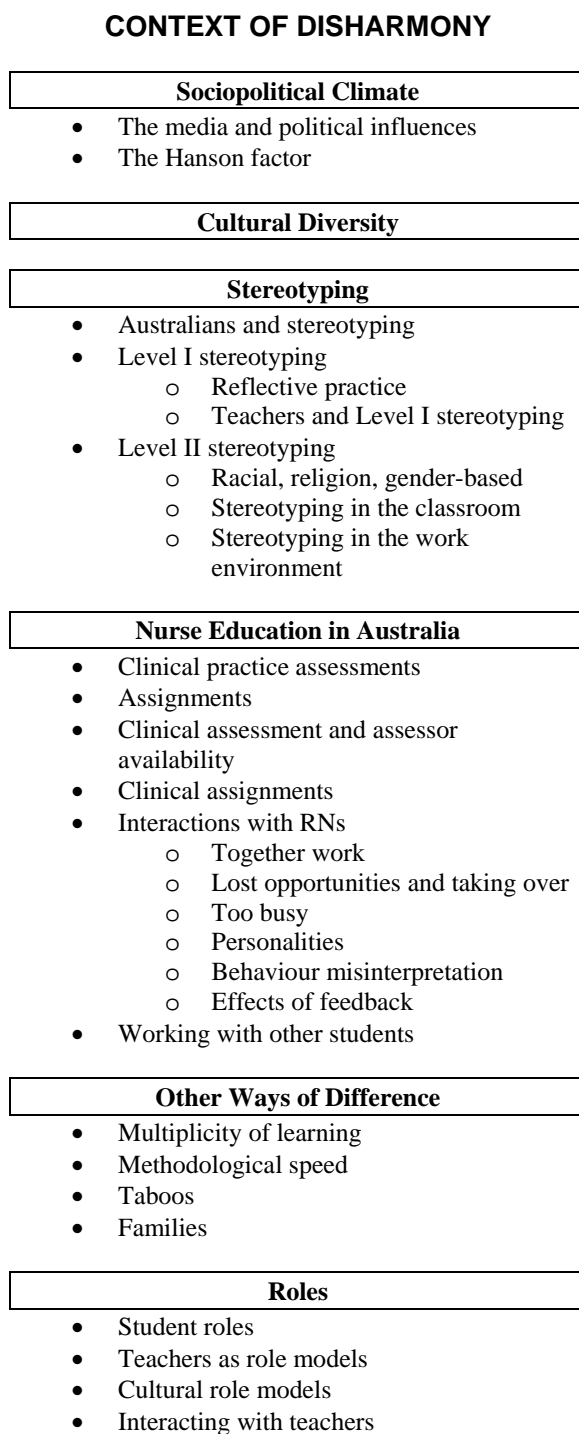 CONTEXT OF DISHARMONY
Sociopolitical Climate
• The media and political influences
• The Hanson factor
Cultural Diversity
Stereotyping
• Australians and stereotyping
• Level I stereotyping
o Reflective practice
o Teachers and Level I stereotyping
• Level II stereotyping
o Racial, religion, gender-based
o Stereotyping in the classroom
o Stereotyping in the work
environment
Nurse Education in Australia
• Clinical practice assessments
• Assignments
• Clinical assessment and assessor
availability
• Clinical assignments
• Interactions with RNs
o Together work
o Lost opportunities and taking over
o Too busy
o Personalities
o Behaviour misinterpretation
o Effects of feedback
• Working with other students
Other Ways of Difference
• Multiplicity of learning
• Methodological speed
• Taboos
• Families
Roles
• Student roles
• Teachers as role models
• Cultural role models
• Interacting with teachers